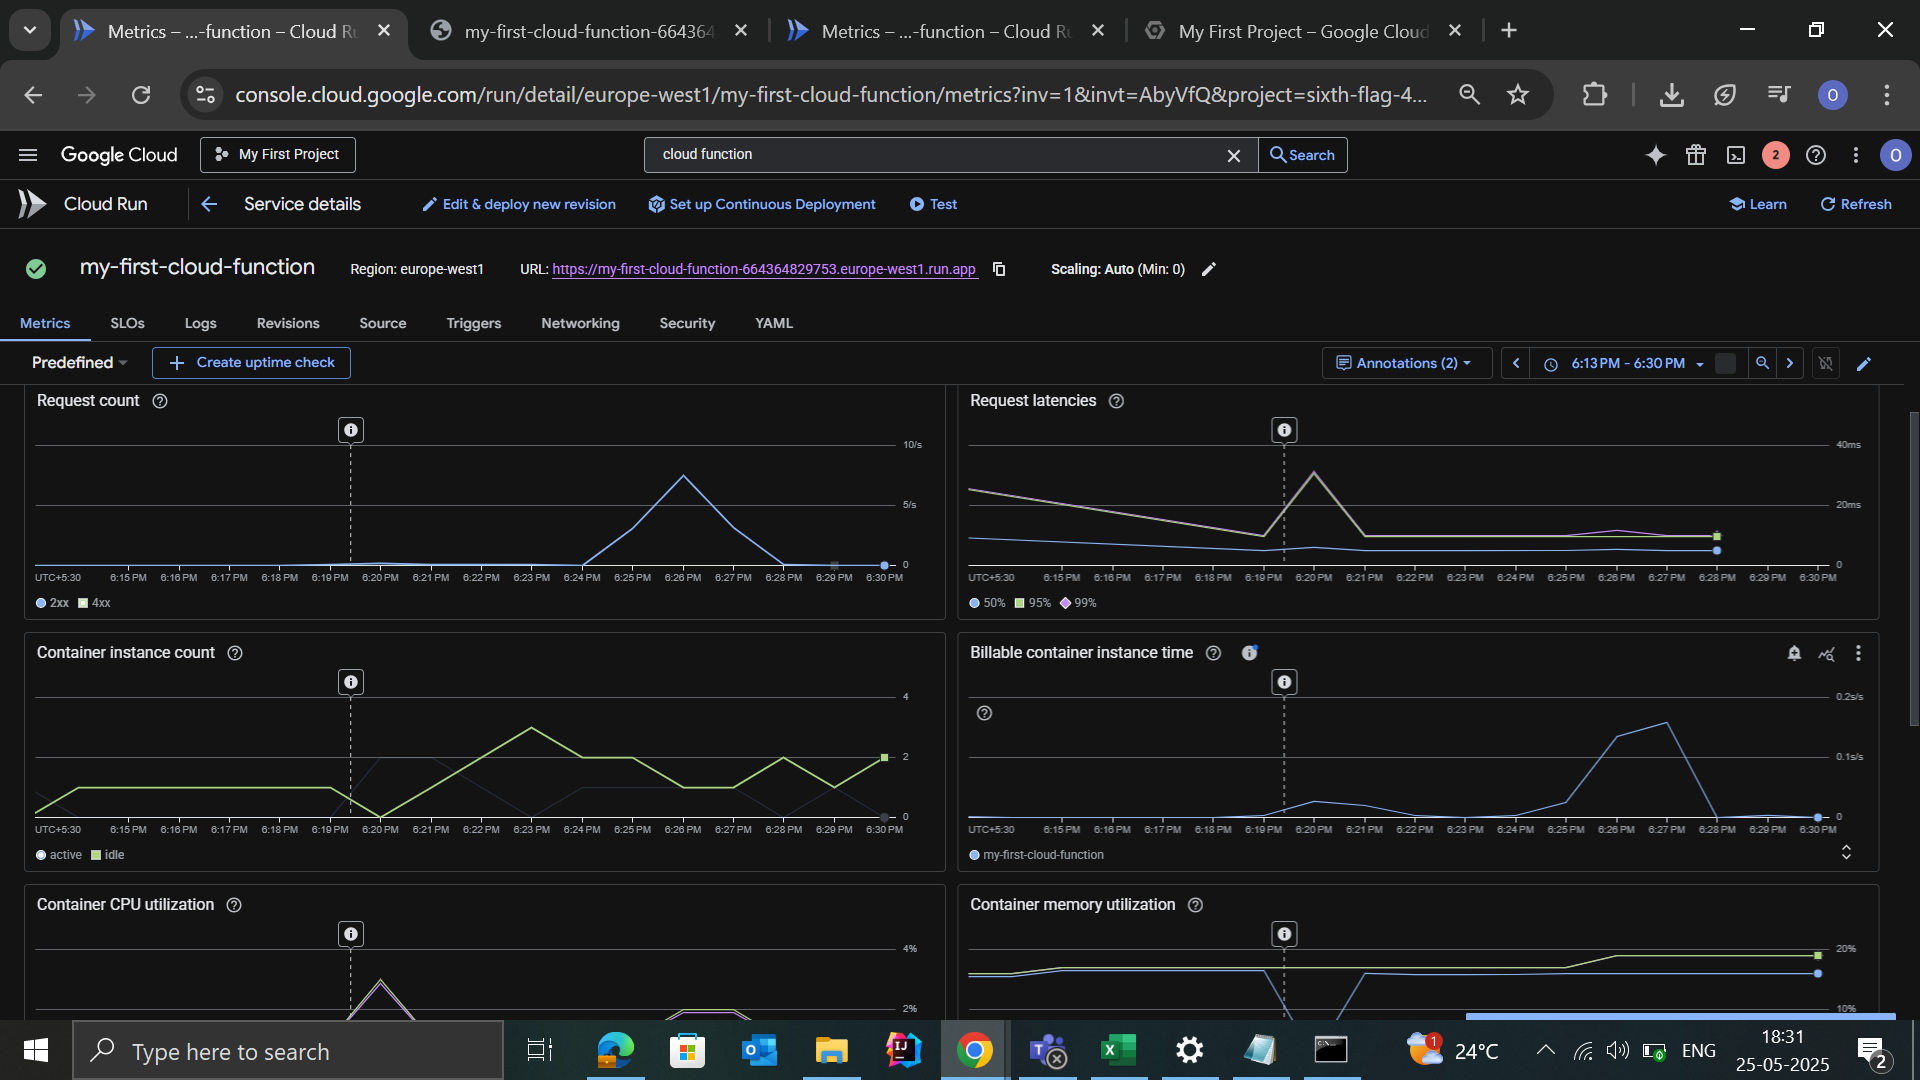 Metrics – ...-function – Cloud Ru
my-first-cloud-function-664364
Metrics – ...-function – Cloud Ru
My First Project – Google Cloud
console.cloud.google.com/run/detail/europe-west1/my-first-cloud-function/metrics?inv=1&invt=AbyVfQ&project=sixth-flag-4...
O
Google Cloud
My First Project
cloud function
Search
2
O
Cloud Run
Service details
Edit & deploy new revision
Set up Continuous Deployment
Test
Learn
Refresh
my-first-cloud-function
Region: europe-west1
URL: https://my-first-cloud-function-664364829753.europe-west1.run.app
Scaling: Auto (Min: 0)
Metrics
SLOs
Logs
Revisions
Source
Triggers
Networking
Security
YAML
Predefined
Create uptime check
Annotations (2)
6:13 PM - 6:30 PM
Request count
10/s
5/s
0
UTC+5:30 6:15 PM 6:16 PM 6:17 PM 6:18 PM 6:19 PM 6:20 PM 6:21 PM 6:22 PM 6:23 PM 6:24 PM 6:25 PM 6:26 PM 6:27 PM 6:28 PM 6:29 PM 6:30 PM
2xx 4xx
Request latencies
40ms
20ms
0
UTC+5:30 6:15 PM 6:16 PM 6:17 PM 6:18 PM 6:19 PM 6:20 PM 6:21 PM 6:22 PM 6:23 PM 6:24 PM 6:25 PM 6:26 PM 6:27 PM 6:28 PM 6:29 PM 6:30 PM
50% 95% 99%
Container instance count
4
2
0
UTC+5:30 6:15 PM 6:16 PM 6:17 PM 6:18 PM 6:19 PM 6:20 PM 6:21 PM 6:22 PM 6:23 PM 6:24 PM 6:25 PM 6:26 PM 6:27 PM 6:28 PM 6:29 PM 6:30 PM
active idle
Billable container instance time
0.2s/s
0.1s/s
0
UTC+5:30 6:15 PM 6:16 PM 6:17 PM 6:18 PM 6:19 PM 6:20 PM 6:21 PM 6:22 PM 6:23 PM 6:24 PM 6:25 PM 6:26 PM 6:27 PM 6:28 PM 6:29 PM 6:30 PM
my-first-cloud-function
Container CPU utilization
4%
2%
Container memory utilization
20%
10%
Type here to search
1
24°C
ENG
18:31
25-05-2025
2